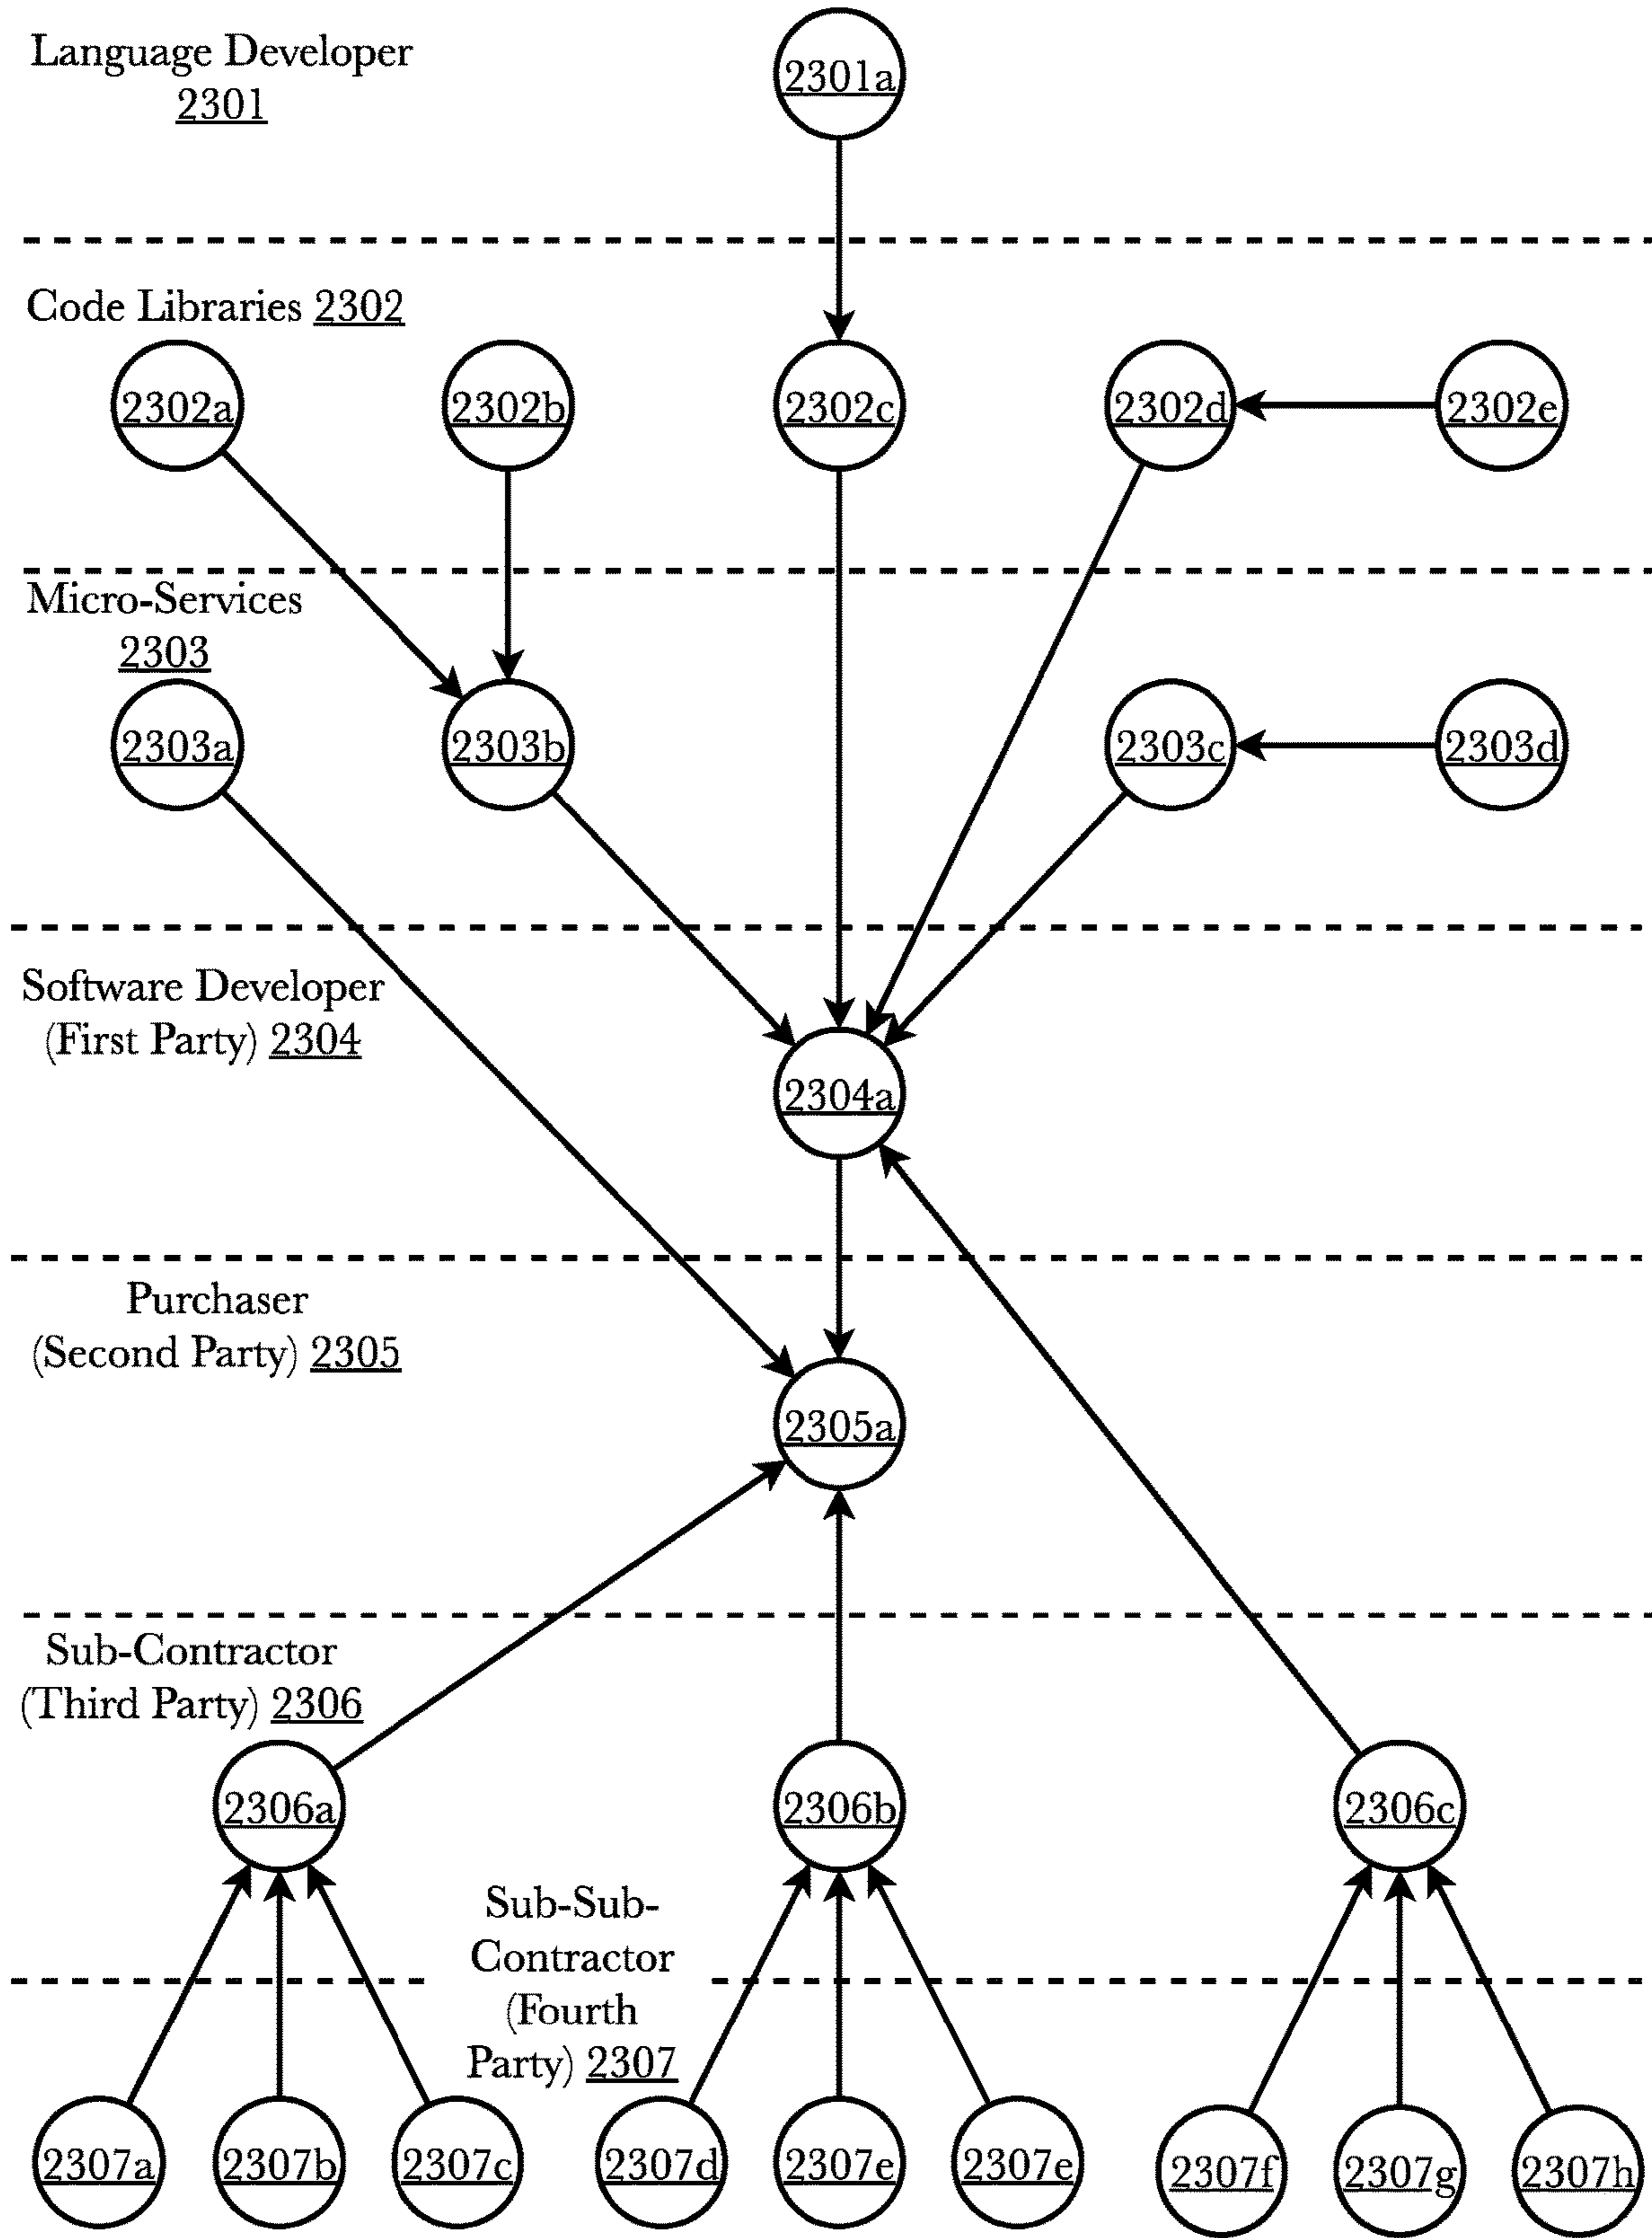 Language Developer
2301
2301a
Code Libraries 2302
2302a
2302b
2302c
2302d
2302e
Micro-Services
2303
2303a
2303b
2303c
2303d
Software Developer
(First Party) 2304
2304a
Purchaser
(Second Party) 2305
2305a
Sub-Contractor
(Third Party) 2306
2306a
2306b
2306c
Sub-Sub-
Contractor
(Fourth
Party) 2307
2307a
2307b
2307c
2307d
2307e
2307e
2307f
2307g
2307h